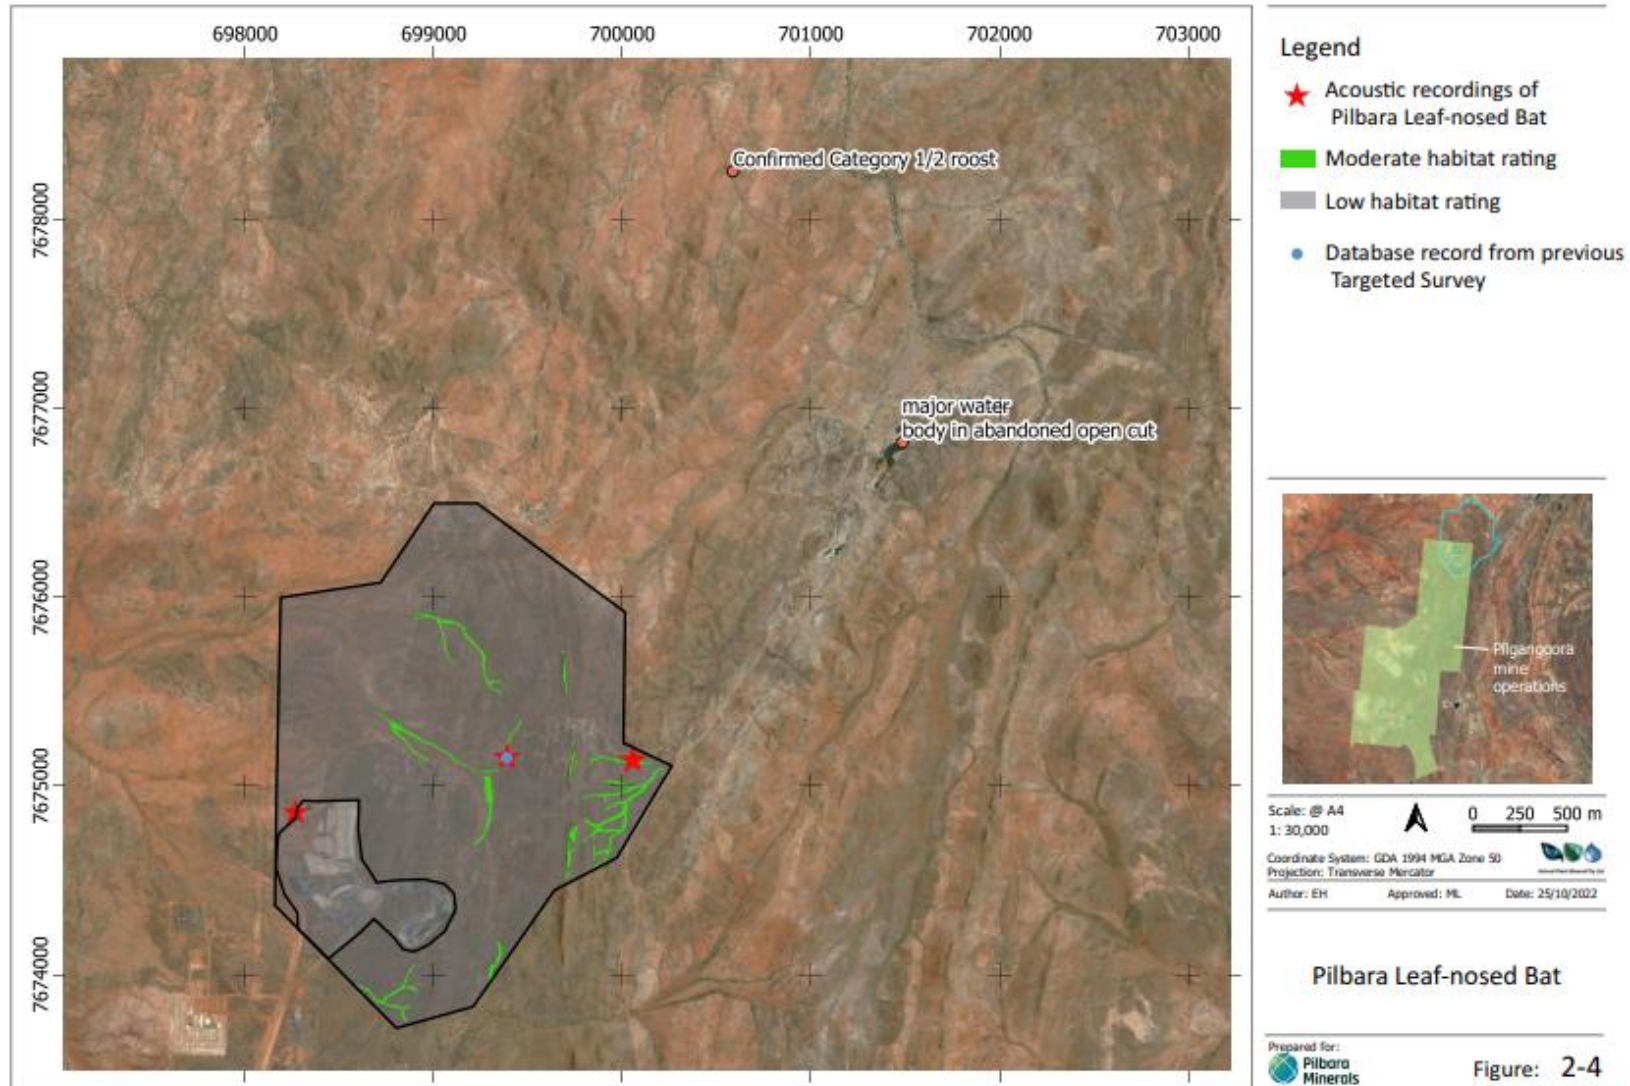 698000 699000 700000 701000 702000 703000
7678000
7677000
7676000
7675000
7674000
Confirmed Category 1/2 roost
major water
body in abandoned open cut
Legend
Acoustic recordings of
Pilbara Leaf-nosed Bat
Moderate habitat rating
Low habitat rating
Database record from previous
Targeted Survey
Pilgangoora
mine
operations
Scale: @ A4
1: 30,000
0 250 500 m
Coordinate System: GDA 1994 MGA Zone 50
Projection: Transverse Mercator
Author: EH Approved: ML Date: 25/10/2022
Pilbara Leaf-nosed Bat
Prepared for:
Pilbara
Minerals
Figure: 2-4